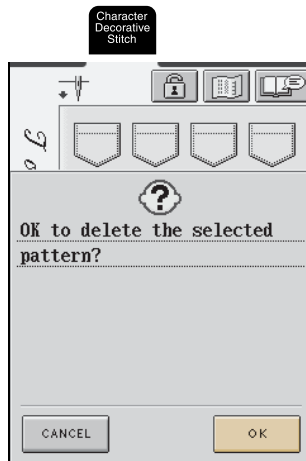 Character
Decorative
Stitch
OK to delete the selected
pattern?
CANCEL
OK